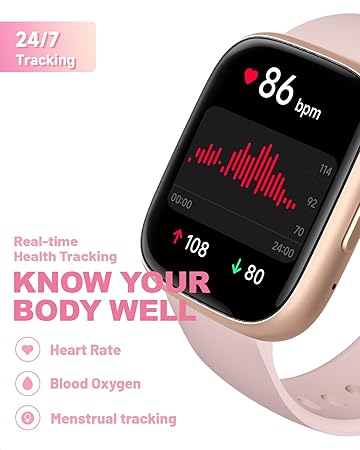 24/7
Tracking
86
bpm
114
92
70
00:00
24:00
108
80
Real-time
Health Tracking
KNOW YOUR
BODY WELL
Heart Rate
Blood Oxygen
Menstrual tracking